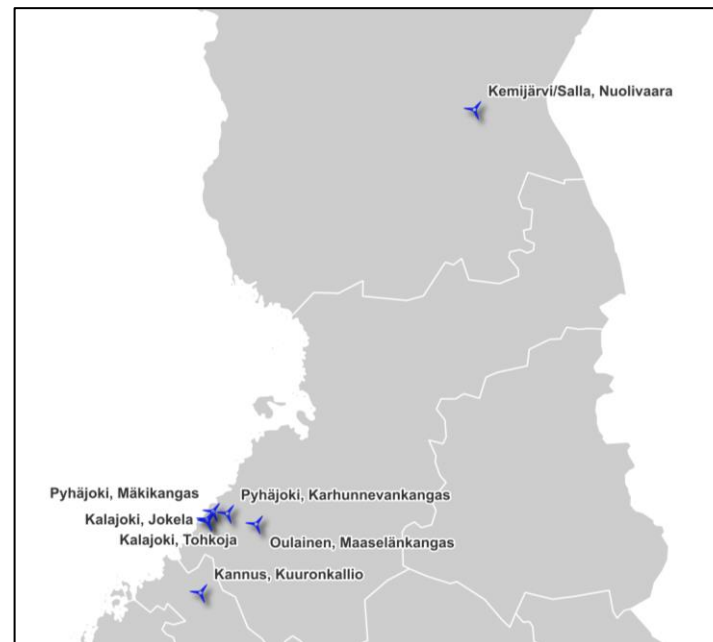 Kemijärvi/Salla, Nuolivaara
Pyhäjoki, Mäkikangas
Pyhäjoki, Karhunnevankangas
Kalajoki, Jokela
Kalajoki, Tohkoja
Oulainen, Maaselänkangas
Kannus, Kuuronkallio